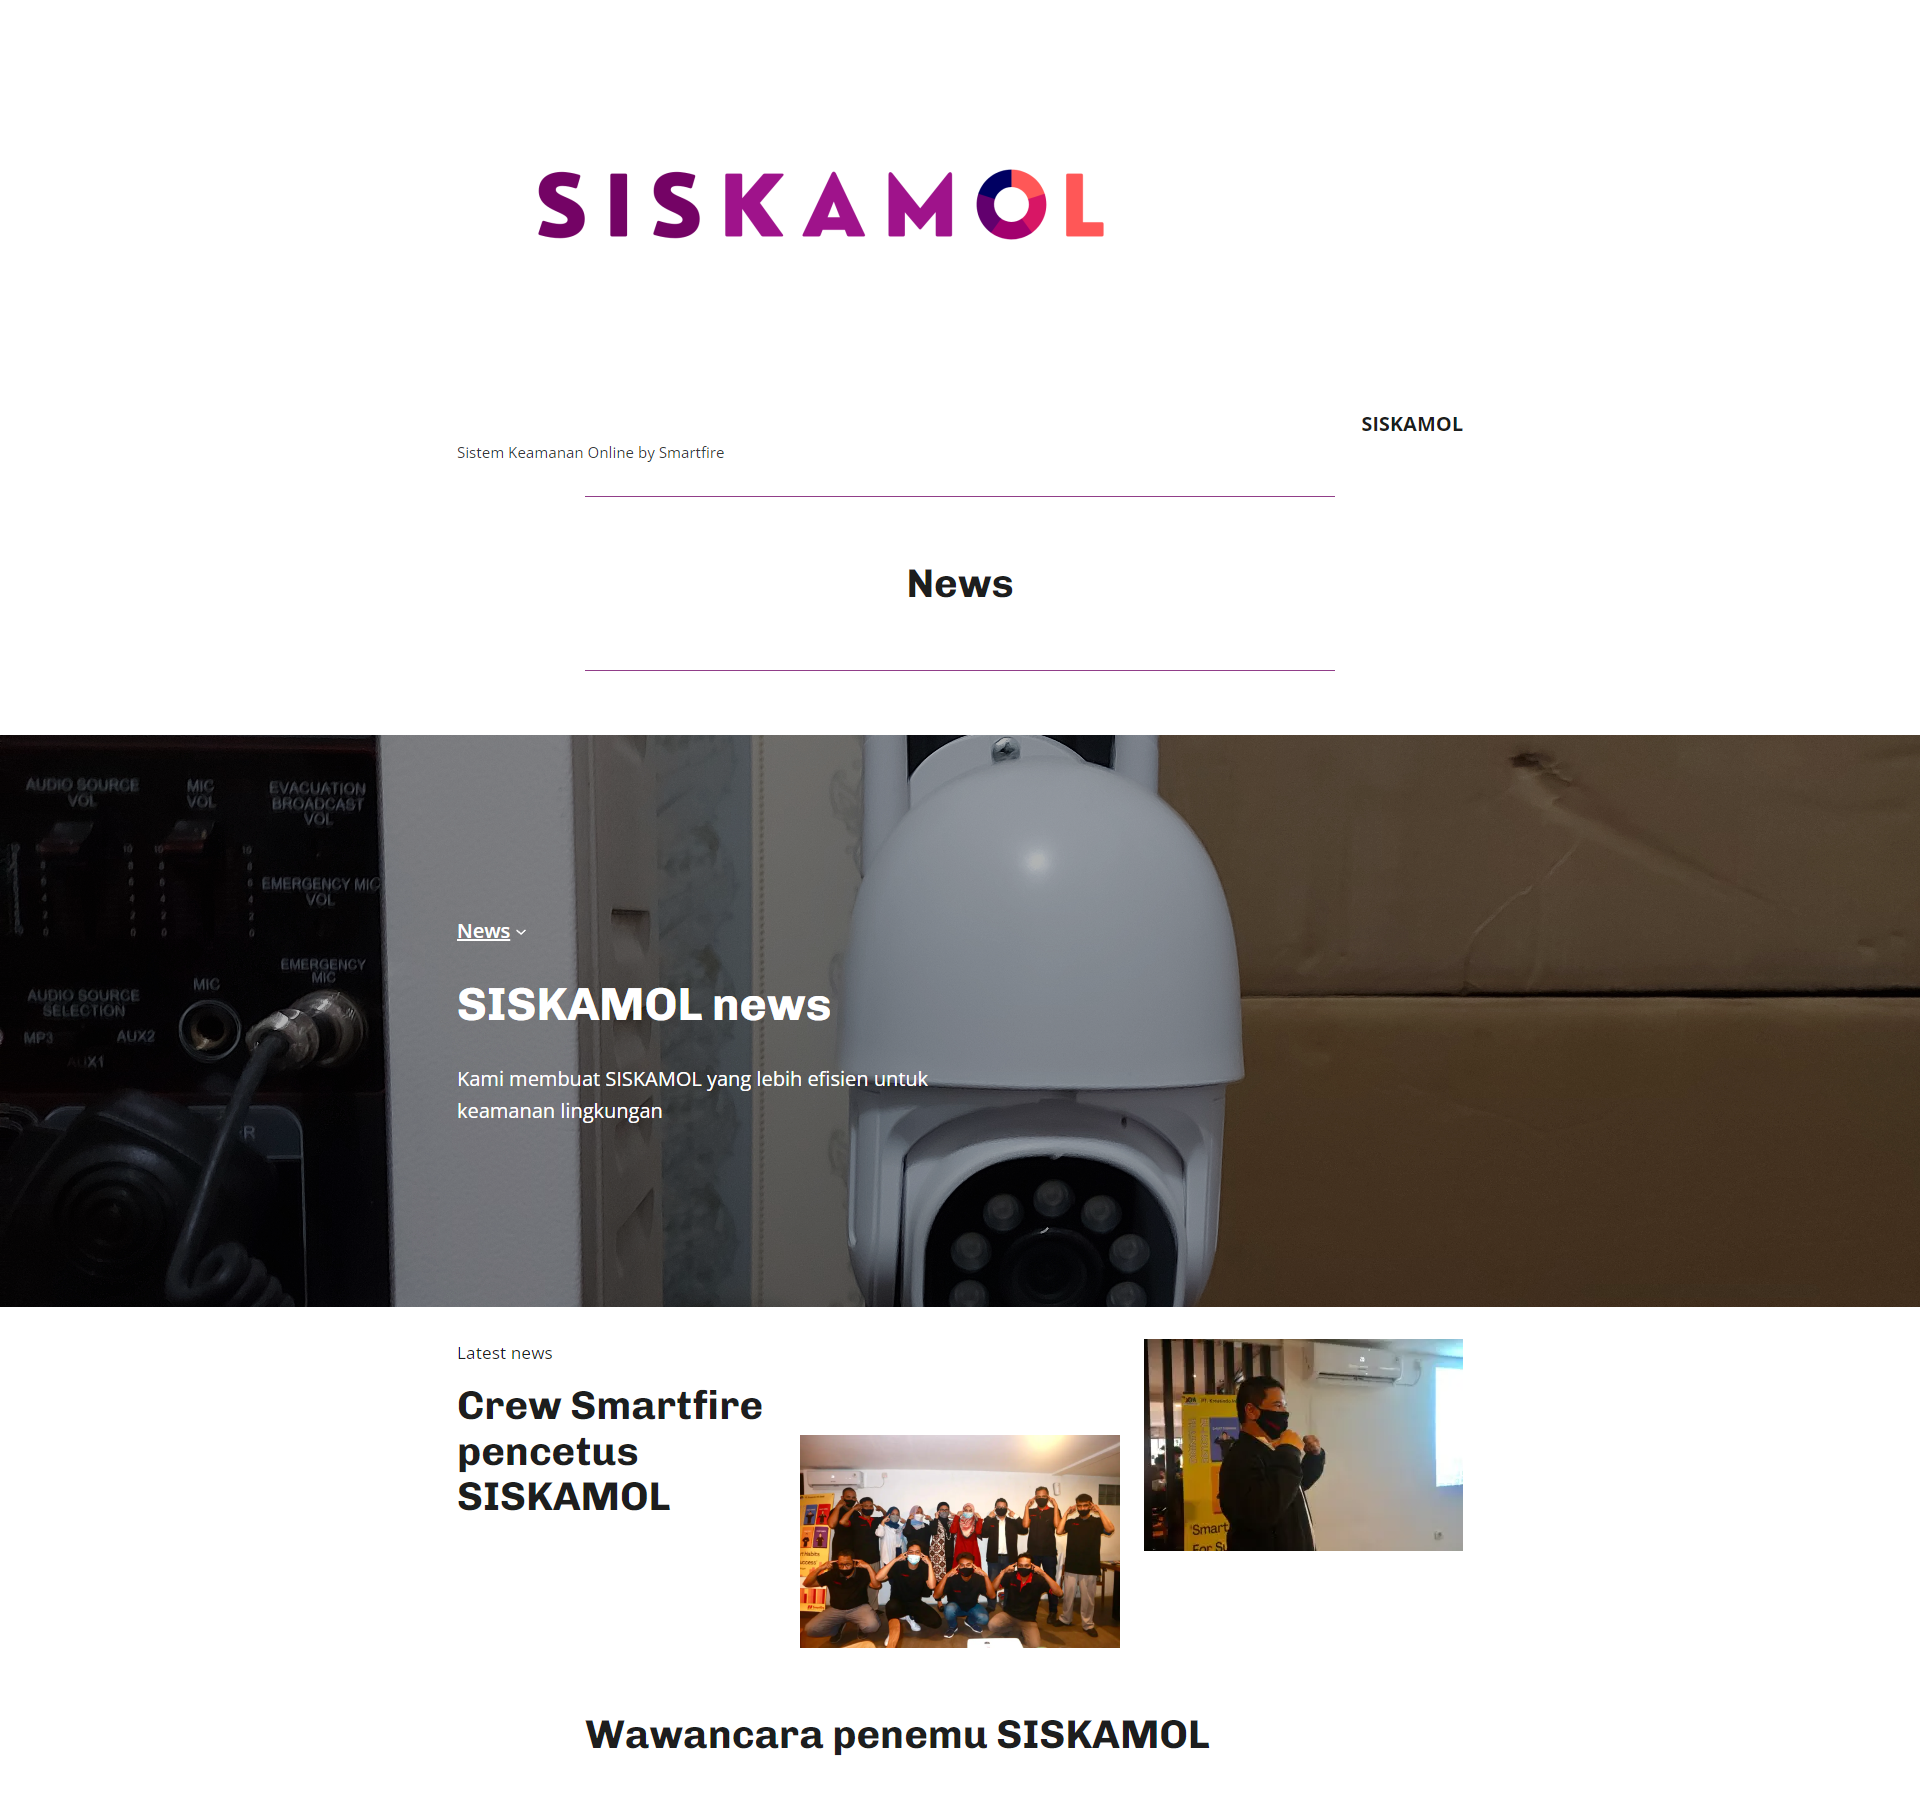 SISKAMOL
SISKAMOL
Sistem Keamanan Online by Smartfire
News
AUDIO SOURCE
VOL
MIC
VOL
EVACUATION
BROADCAST
VOL
EMERGENCY MIC
VOL
News
EMERGENCY
MIC
MIC
AUDIO SOURCE
SELECTION
MP3
AUX2
AUX1
SISKAMOL news
Kami membuat SISKAMOL yang lebih efisien untuk
keamanan lingkungan
Latest news
Crew Smartfire
pencetus
SISKAMOL
Wawancara penemu SISKAMOL